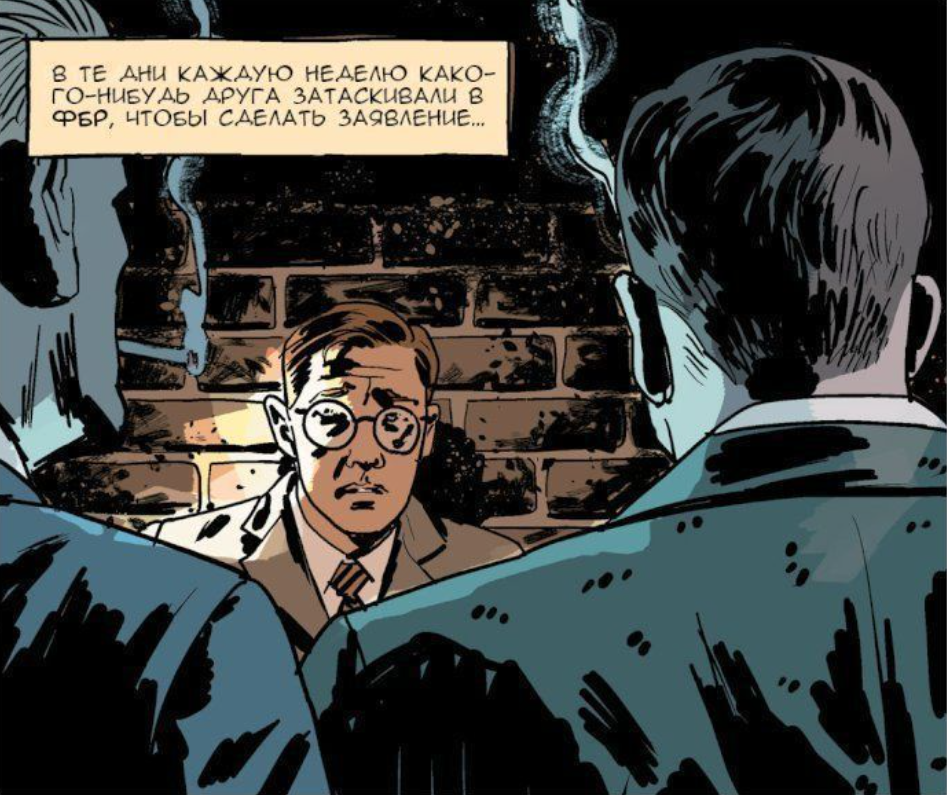 В ТЕ ДНИ КАЖДУЮ НЕДЕЛЮ КАКО-
ГО-НИБУДЬ ДРУГА ЗАТАСКИВАЛИ В
ФБР, ЧТОБЫ СДЕЛАТЬ ЗАЯВЛЕНИЕ...